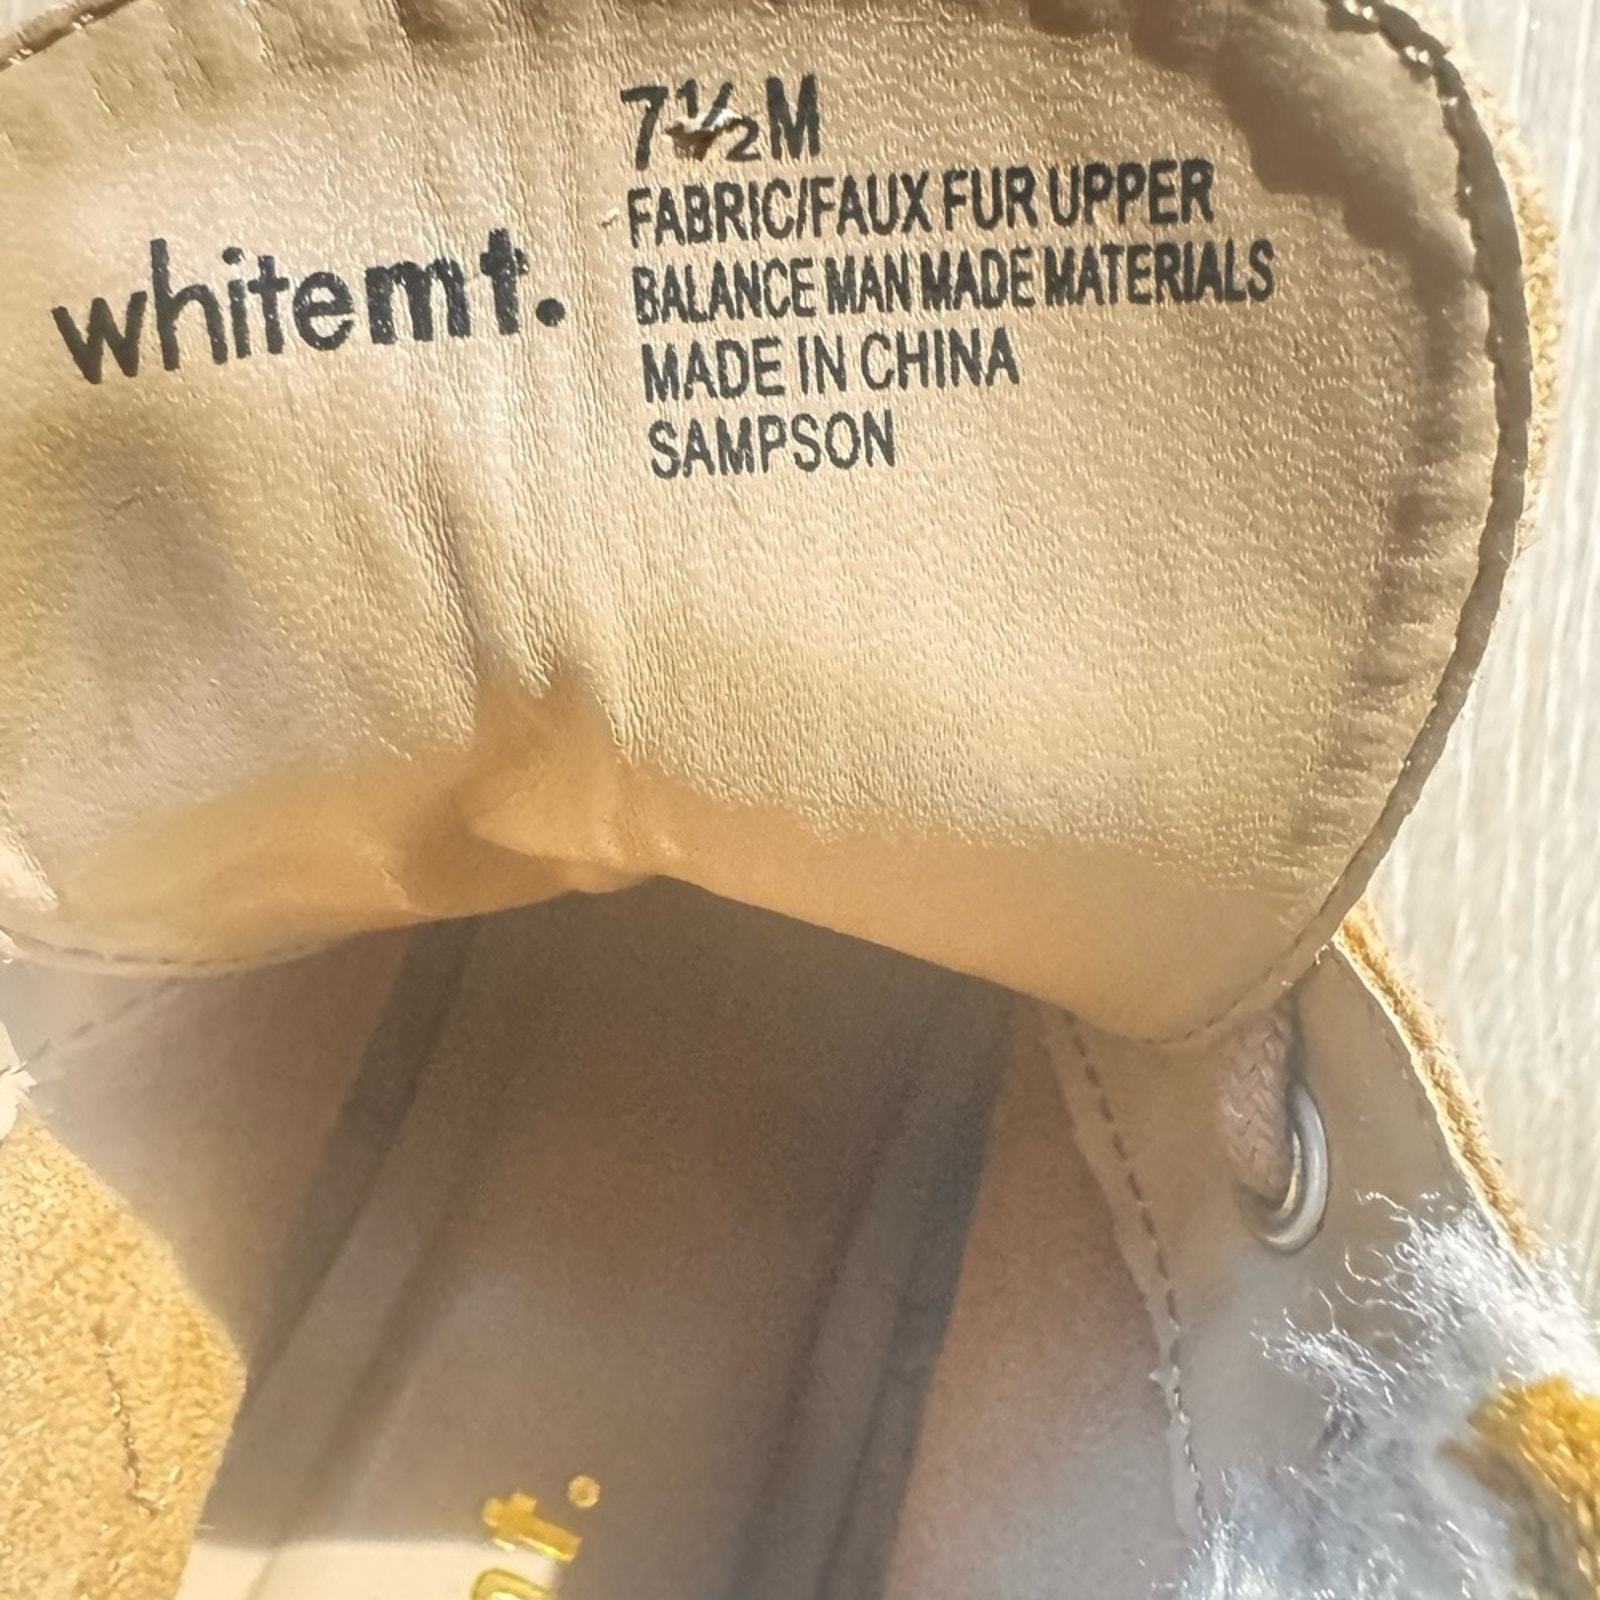 whitemt.
7½M
FABRIC/FAUX FUR UPPER
BALANCE MAN MADE MATERIALS
MADE IN CHINA
SAMPSON
t.